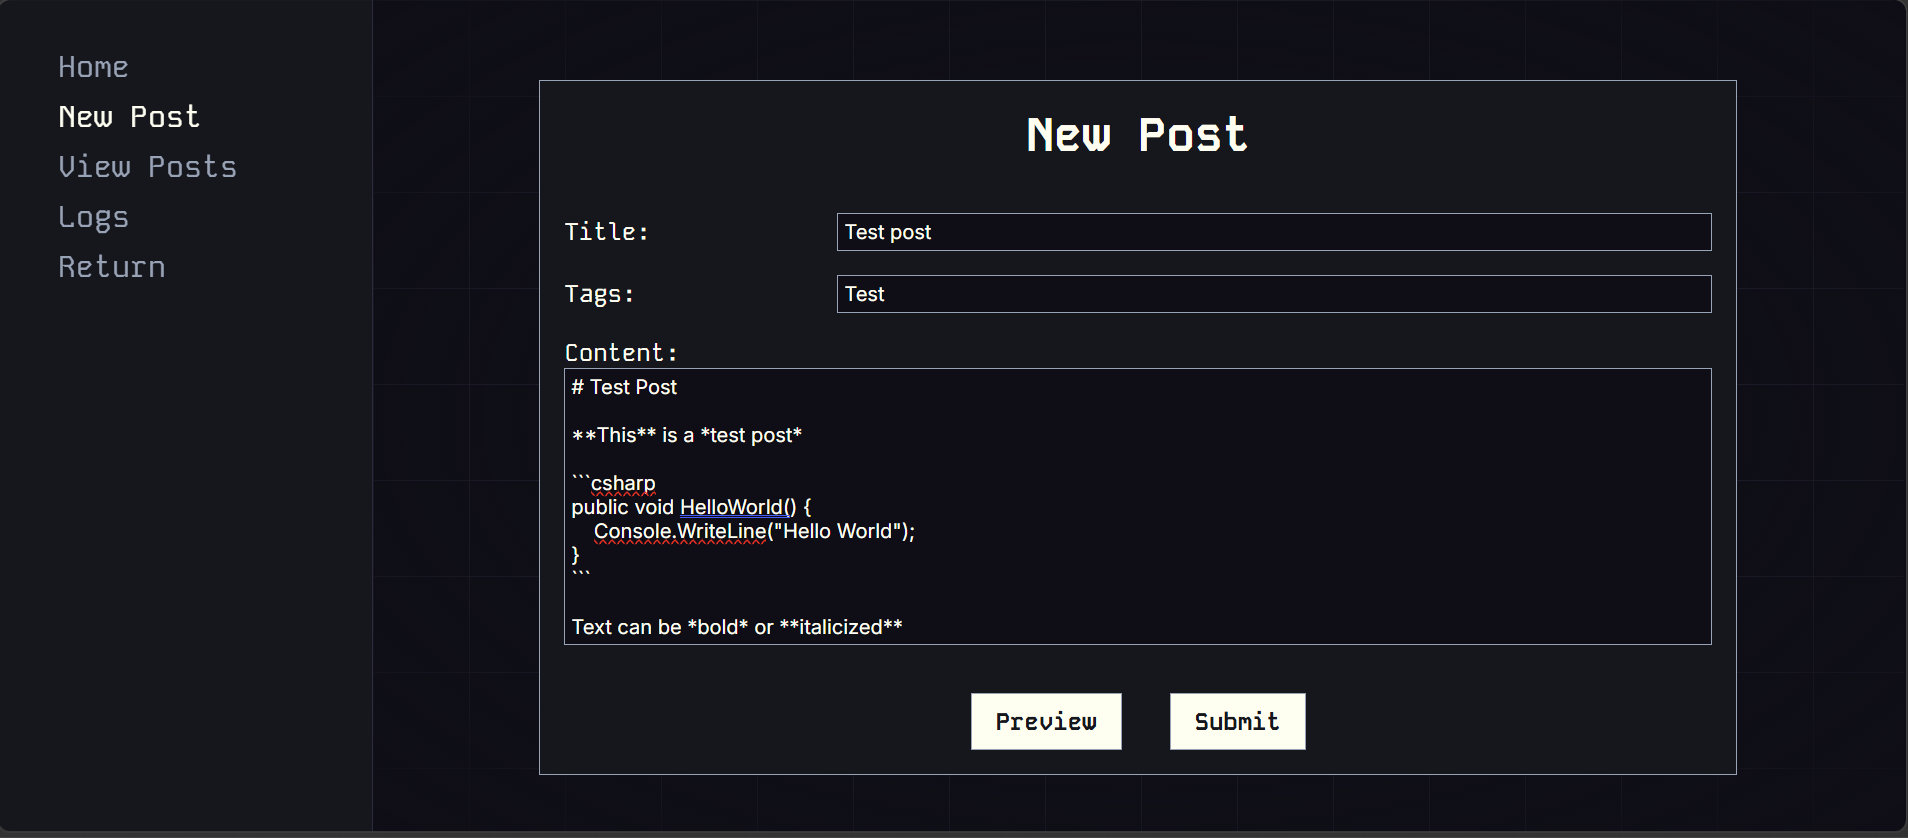 Home
New Post
View Posts
Logs
Return
New Post
Title:
Test post
Tags:
Test
Content:
# Test Post
**This** is a *test post*
```csharp
public void HelloWorld() {
    Console.WriteLine("Hello World");
}
```
Text can be *bold* or **italicized**
Preview
Submit